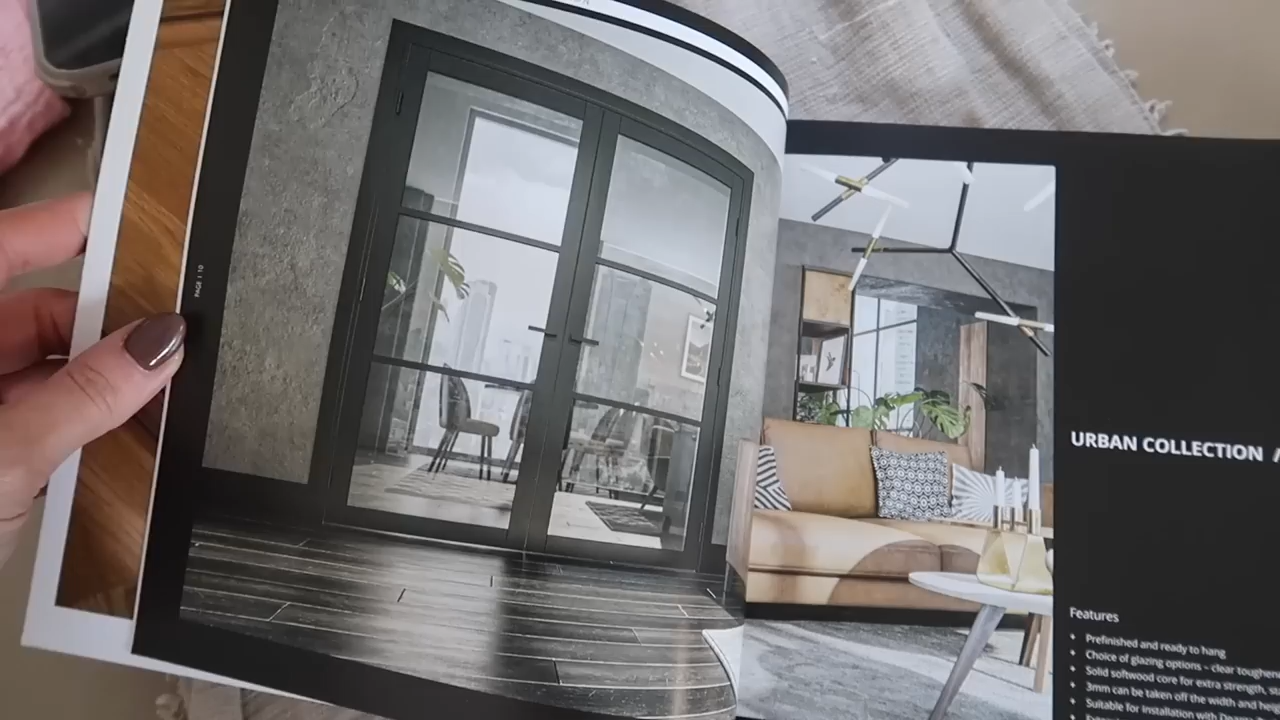 PAGE | 10
URBAN COLLECTION /
Features
Prefinished and ready to hang
Choice of glazing options - clear
Solid softwood core for extra strength,
3mm can be taken off the width and
Suitable for installation with